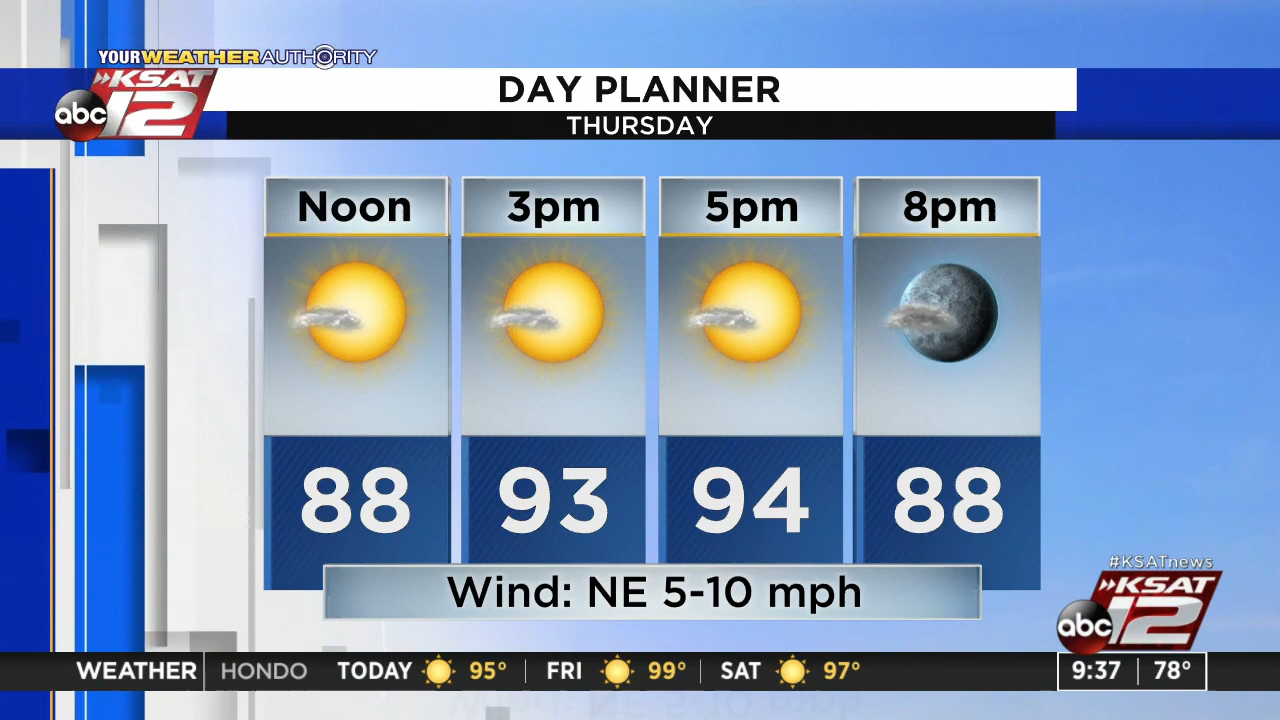 YOURWEATHERAUTHORITY
KSAT
abc 12
DAY PLANNER
THURSDAY
Noon 3pm 5pm 8pm
88 93 94 88
Wind: NE 5-10 mph
#KSATnews
KSAT
abc 12
WEATHER HONDO TODAY 95° FRI 99° SAT 97° 9:37 78°